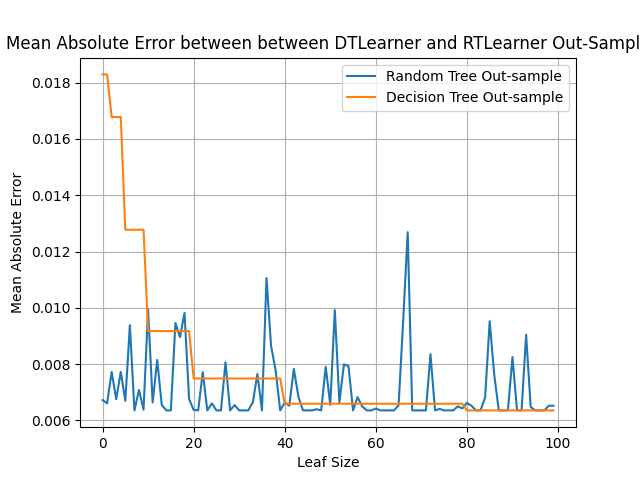 Mean Absolute Error between between DTLearner and RTLearner Out-Sampl
Random Tree Out-sample
Decision Tree Out-sample
Mean Absolute Error
0.018
0.016
0.014
0.012
0.010
0.008
0.006
0 20 40 60 80 100
Leaf Size